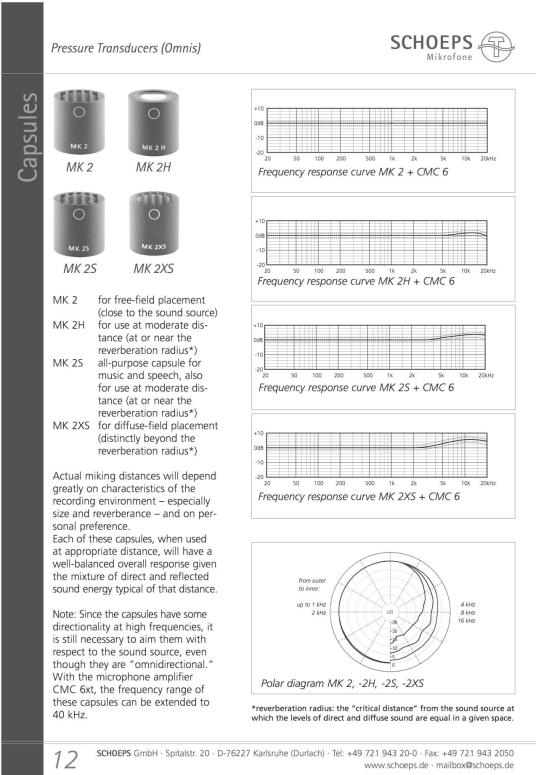 Pressure Transducers (Omnis)
SCHOEPS
Mikrofone
Capsules
MK 2
MK 2 H
MK 2
MK 2H
MK 2S
MK 2XS
MK 2S
MK 2XS
MK 2 for free-field placement
(close to the sound source)
MK 2H for use at moderate dis-
tance (at or near the
reverberation radius*)
MK 2S all-purpose capsule for
music and speech, also
for use at moderate dis-
tance (at or near the
reverberation radius*)
MK 2XS for diffuse-field placement
(distinctly beyond the
reverberation radius*)
Actual miking distances will depend
greatly on characteristics of the
recording environment – especially
size and reverberance – and on per-
sonal preference.
Each of these capsules, when used
at appropriate distance, will have a
well-balanced overall response given
the mixture of direct and reflected
sound energy typical of that distance.
Note: Since the capsules have some
directionality at high frequencies, it
is still necessary to aim them with
respect to the sound source, even
though they are "omnidirectional."
With the microphone amplifier
CMC 6xt, the frequency range of
these capsules can be extended to
40 kHz.
+10
0dB
-10
-20
20 50 100 200 500 1k 2k 5k 10k 20kHz
Frequency response curve MK 2 + CMC 6
+10
0dB
-10
-20
20 50 100 200 500 1k 2k 5k 10k 20kHz
Frequency response curve MK 2H + CMC 6
+10
0dB
-10
-20
20 50 100 200 500 1k 2k 5k 10k 20kHz
Frequency response curve MK 2S + CMC 6
+10
0dB
-10
-20
20 50 100 200 500 1k 2k 5k 10k 20kHz
Frequency response curve MK 2XS + CMC 6
from outer
to inner:
up to 1 kHz
2 kHz
4 kHz
8 kHz
16 kHz
dB
-20
-10
-5
0
Polar diagram MK 2, -2H, -2S, -2XS
*reverberation radius: the "critical distance" from the sound source at
which the levels of direct and diffuse sound are equal in a given space.
12
SCHOEPS GmbH · Spitalstr. 20 · D-76227 Karlsruhe (Durlach) · Tel: +49 721 943 20-0 · Fax: +49 721 943 2050
www.schoeps.de · mailbox@schoeps.de